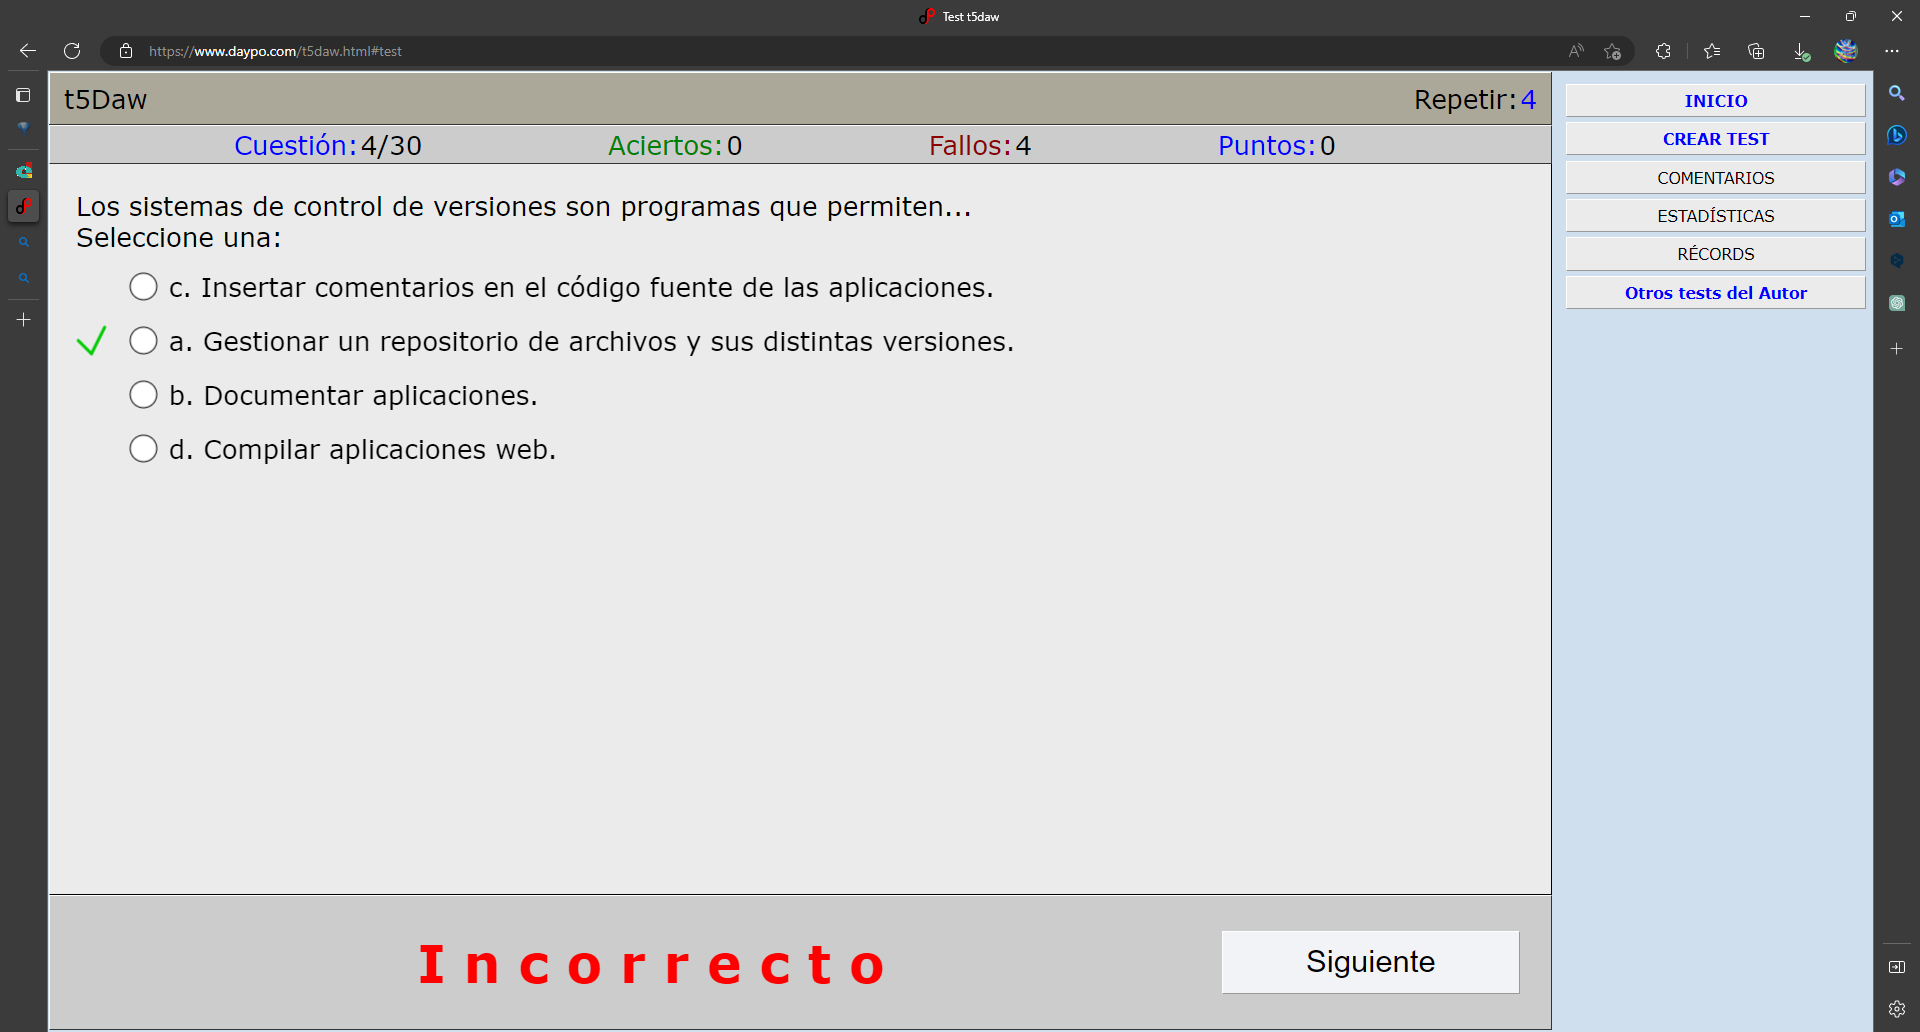 Test t5daw
https://www.daypo.com/t5daw.html#test
t5Daw
Repetir:4
Cuestión:4/30
Aciertos:0
Fallos:4
Puntos:0
Los sistemas de control de versiones son programas que permiten...
Seleccione una:
c. Insertar comentarios en el código fuente de las aplicaciones.
a. Gestionar un repositorio de archivos y sus distintas versiones.
b. Documentar aplicaciones.
d. Compilar aplicaciones web.
Incorrecto
Siguiente
INICIO
CREAR TEST
COMENTARIOS
ESTADÍSTICAS
RÉCORDS
Otros tests del Autor